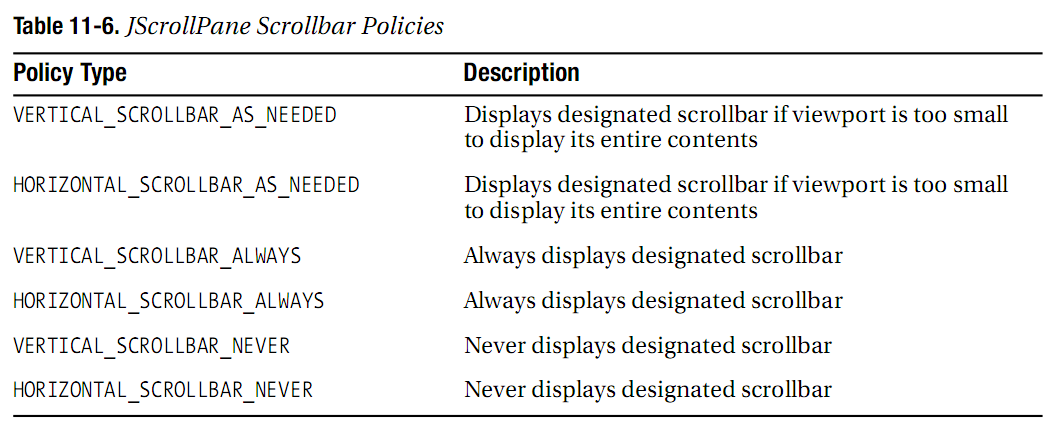 Table 11-6. JScrollPane Scrollbar Policies
Policy Type Description
VERTICAL_SCROLLBAR_AS_NEEDED Displays designated scrollbar if viewport is too small
to display its entire contents
HORIZONTAL_SCROLLBAR_AS_NEEDED Displays designated scrollbar if viewport is too small
to display its entire contents
VERTICAL_SCROLLBAR_ALWAYS Always displays designated scrollbar
HORIZONTAL_SCROLLBAR_ALWAYS Always displays designated scrollbar
VERTICAL_SCROLLBAR_NEVER Never displays designated scrollbar
HORIZONTAL_SCROLLBAR_NEVER Never displays designated scrollbar